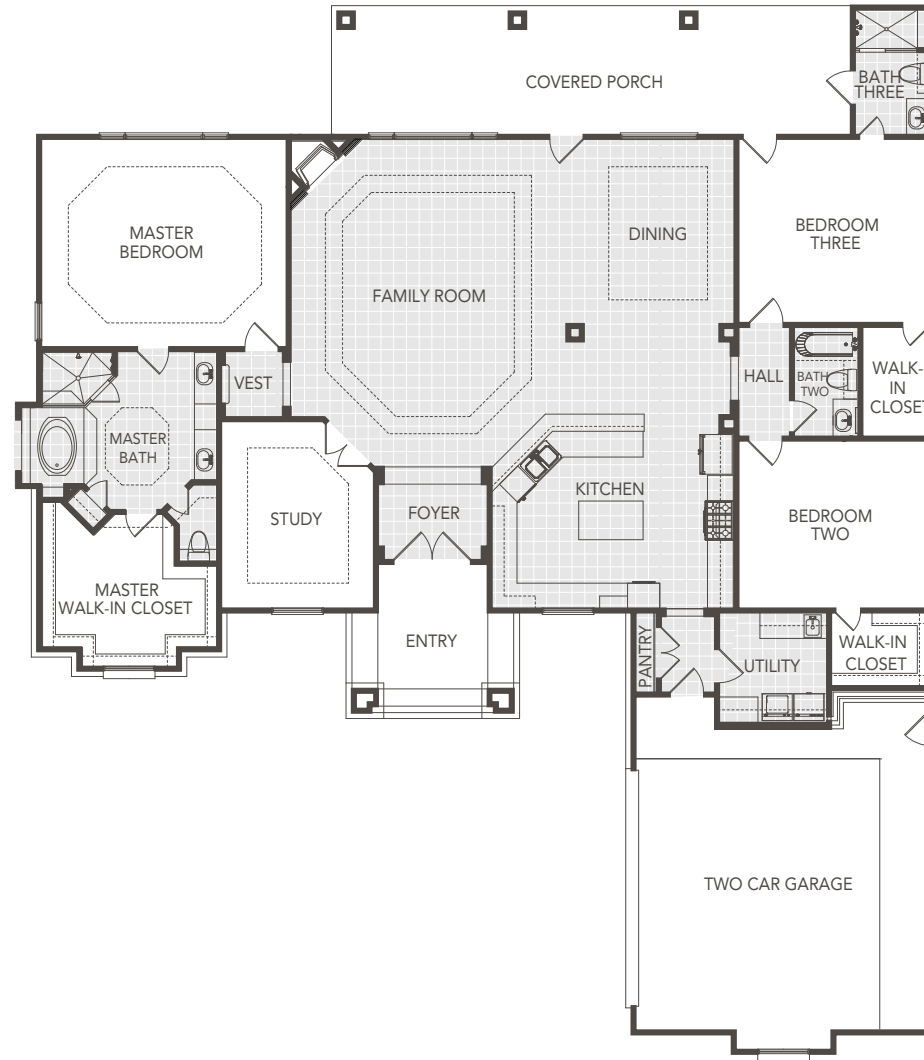 COVERED PORCH
BATH
THREE
MASTER
BEDROOM
FAMILY ROOM
DINING
BEDROOM
THREE
VEST
HALL
BATH
TWO
WALK-
IN
CLOSET
MASTER
BATH
STUDY
FOYER
KITCHEN
BEDROOM
TWO
MASTER
WALK-IN CLOSET
ENTRY
PANTRY
UTILITY
WALK-IN
CLOSET
TWO CAR GARAGE